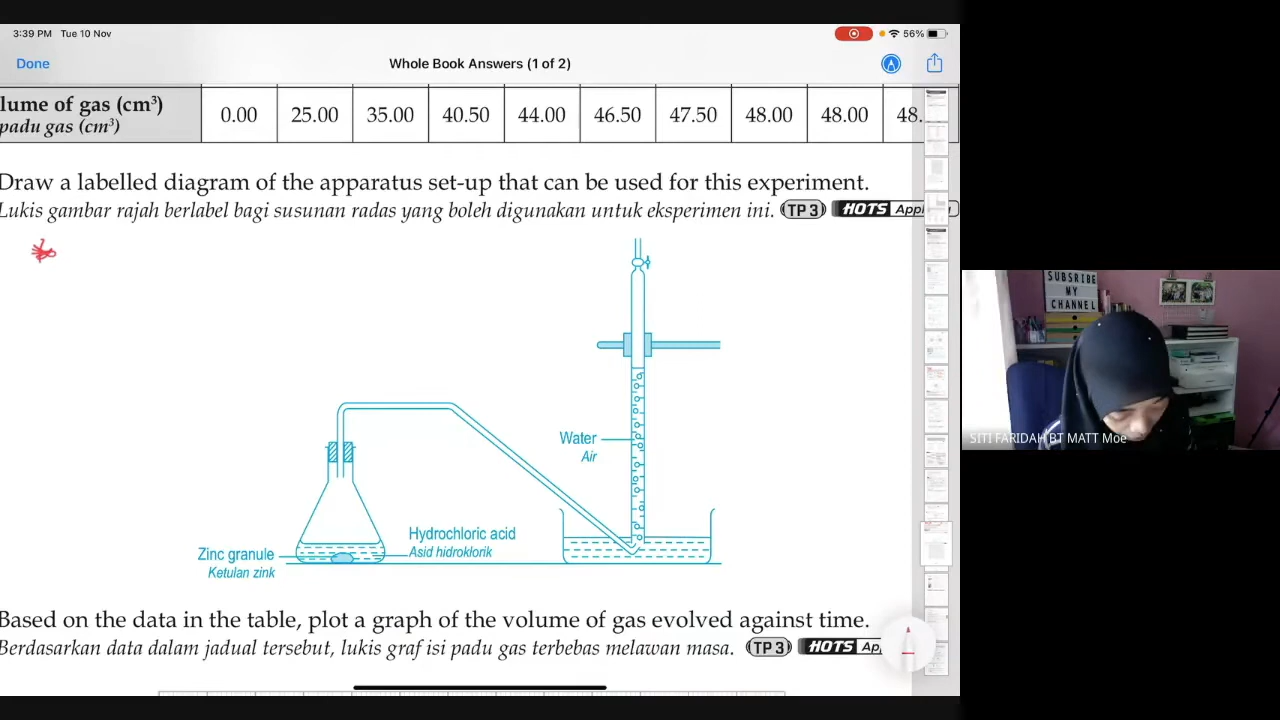 3:39 PM Tue 10 Nov
56%
Done
Whole Book Answers (1 of 2)
lume of gas (cm³)
padu gas (cm³)
0.00 25.00 35.00 40.50 44.00 46.50 47.50 48.00 48.00 48.
Draw a labelled diagram of the apparatus set-up that can be used for this experiment.
Lukis gambar rajah berlabel bagi susunan radas yang boleh digunakan untuk eksperimen ini. TP 3 HOTS
Water
Air
Hydrochloric acid
Asid hidroklorik
Zinc granule
Ketulan zink
Based on the data in the table, plot a graph of the volume of gas evolved against time.
Berdasarkan data dalam jadual tersebut, lukis graf isi padu gas terbebas melawan masa. TP 3 HOTS Ap
SUBSRIBE
MY
CHANNEL
SITI FARIDAH BT MATT Moe